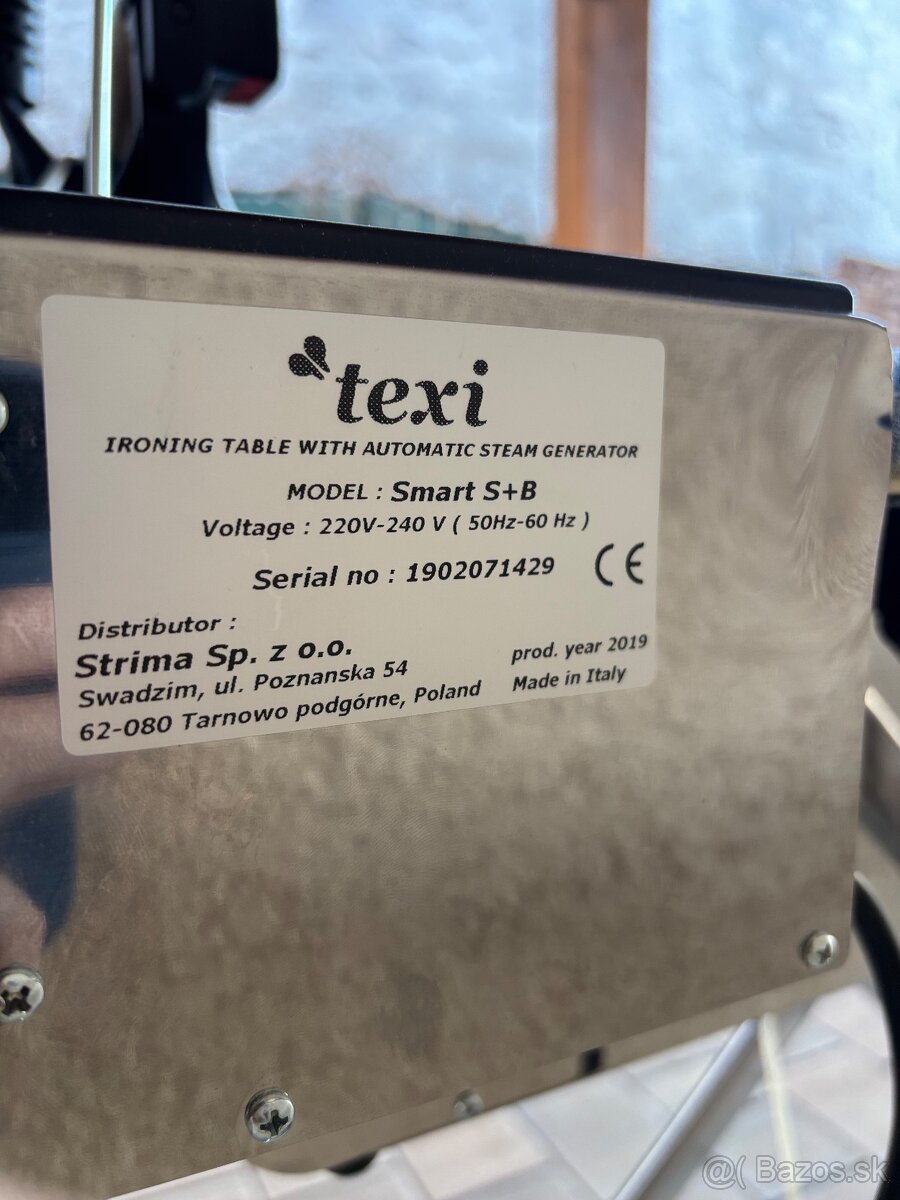 texi
IRONING TABLE WITH AUTOMATIC STEAM GENERATOR
MODEL : Smart S+B
Voltage : 220V-240 V ( 50Hz-60 Hz )
Serial no : 1902071429 CE
Distributor :
Strima Sp. z o.o.
Swadzim, ul. Poznanska 54
62-080 Tarnowo podgórne, Poland
prod. year 2019
Made in Italy
@( Bazos.sk